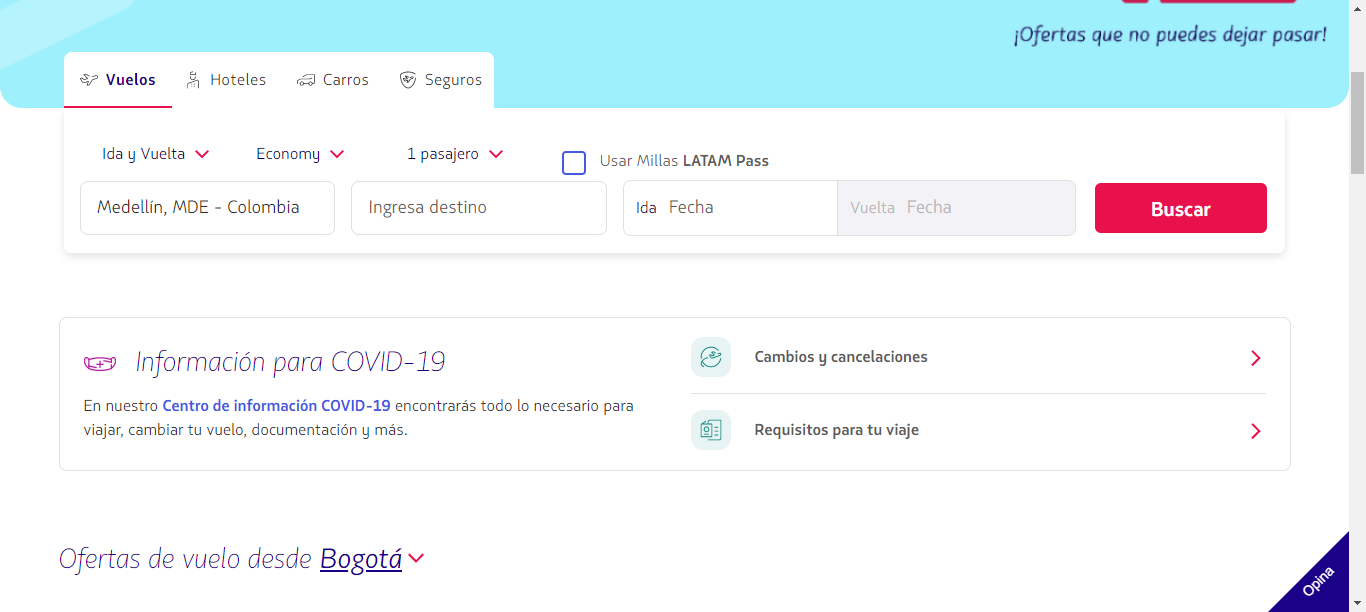 ¡Ofertas que no puedes dejar pasar!
Vuelos Hoteles Carros Seguros
Ida y Vuelta Economy 1 pasajero Usar Millas LATAM Pass
Medellín, MDE - Colombia Ingresa destino Ida Fecha Vuelta Fecha Buscar
Información para COVID-19
En nuestro Centro de información COVID-19 encontrarás todo lo necesario para
viajar, cambiar tu vuelo, documentación y más.
Cambios y cancelaciones
Requisitos para tu viaje
Ofertas de vuelo desde Bogotá
Opina